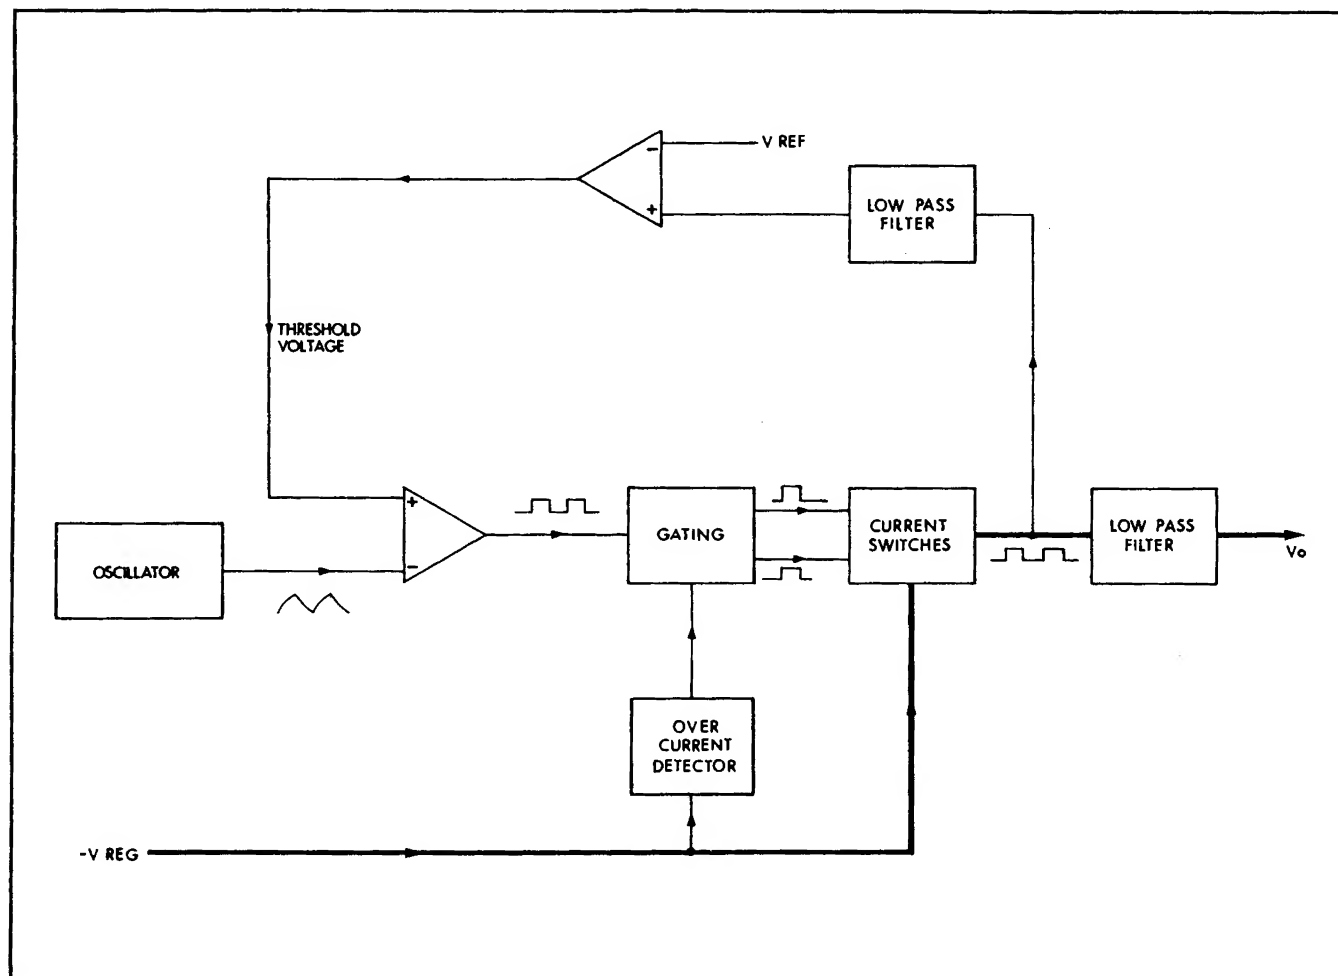 V REF
-
+
LOW PASS
FILTER
THRESHOLD
VOLTAGE
+
-
OSCILLATOR
GATING
CURRENT
SWITCHES
LOW PASS
FILTER
Vo
OVER
CURRENT
DETECTOR
-V REG